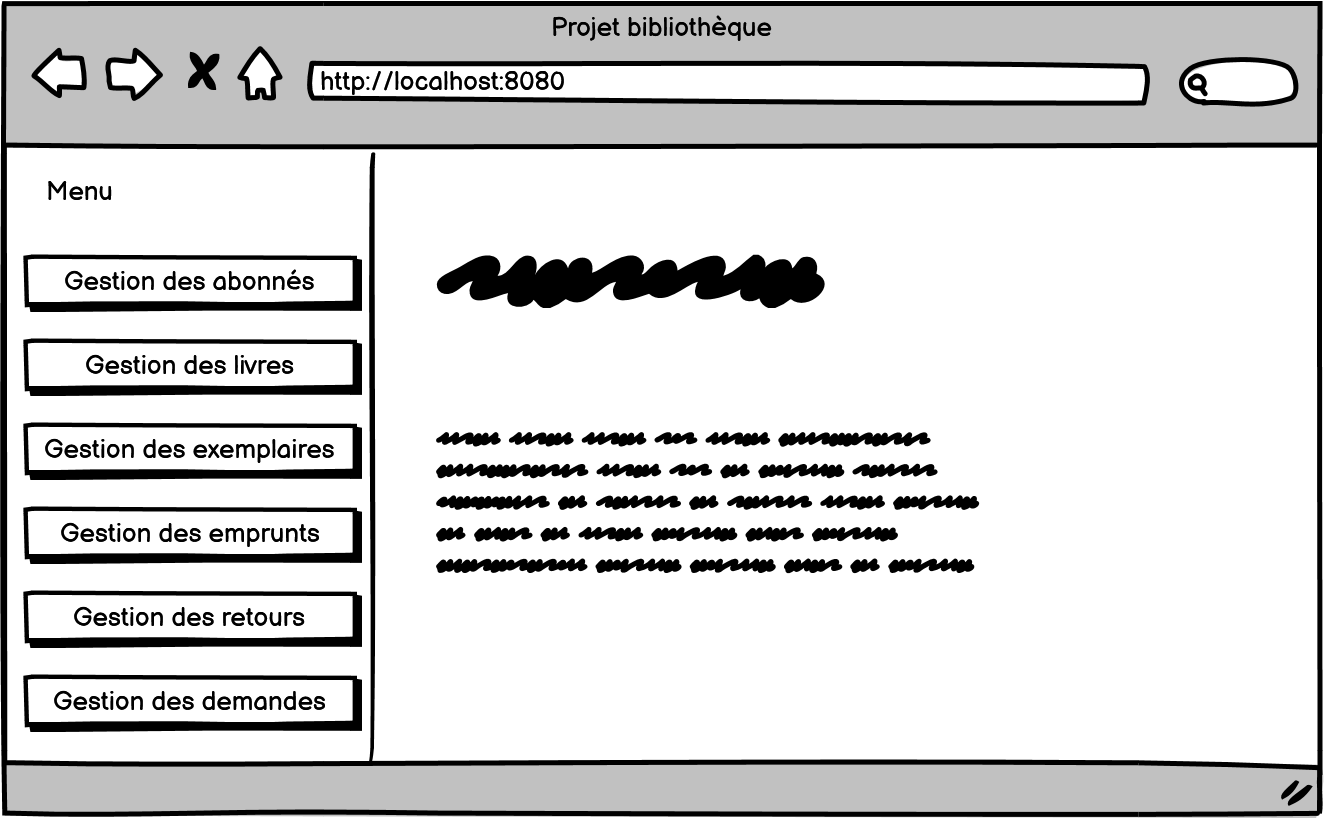 Projet bibliothèque
http://localhost:8080
Menu
Gestion des abonnés
Gestion des livres
Gestion des exemplaires
Gestion des emprunts
Gestion des retours
Gestion des demandes